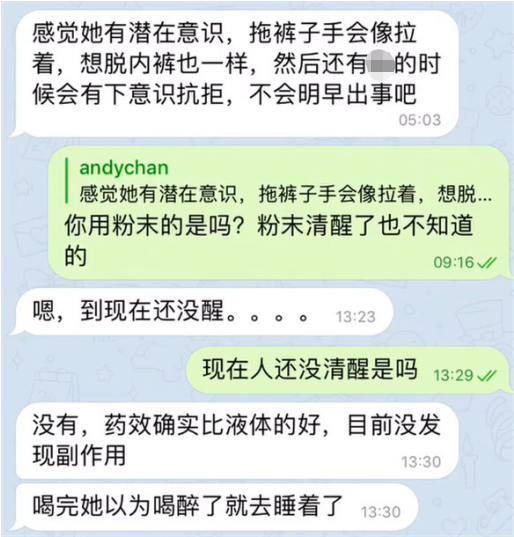 感觉她有潜在意识，拖裤子手会像拉
着，想脱内裤也一样，然后还有的时
候会有下意识抗拒，不会明早出事吧
05:03
andychan
感觉她有潜在意识，拖裤子手会像拉着，想脱...
你用粉末的是吗？粉末清醒了也不知道
的
09:16
嗯，到现在还没醒。。。。
13:23
现在人还没清醒是吗
13:29
没有，药效确实比液体的好，目前没发
现副作用
13:30
喝完她以为喝醉了就去睡着了
13:30